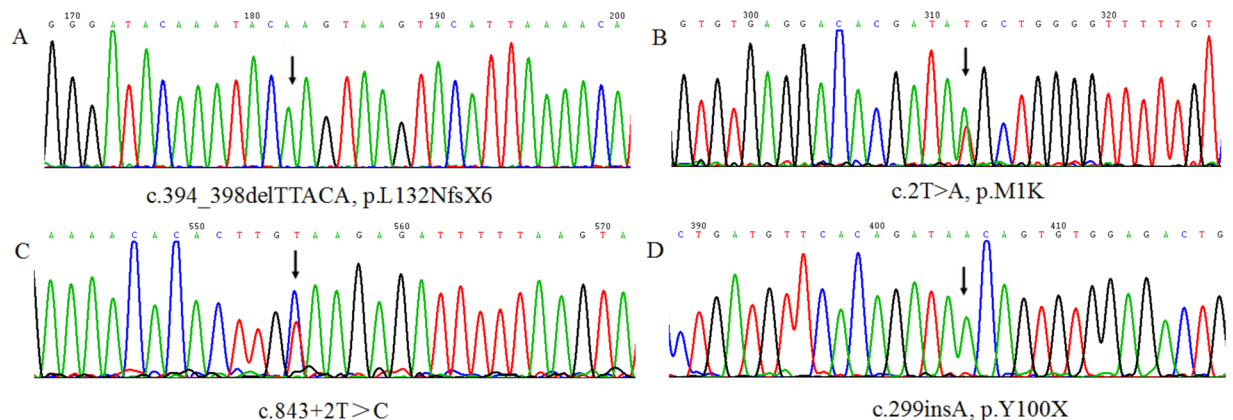 170 180 190 200
A G G G A T A C A A A T A C A A G T A A G T A C A T T A A A A C A
c.394_398delTTACA, p.L132NfsX6
300 310 320
B G T G T G A G G A C A C G A T A T G C T G G G G T T T T T G T
c.2T>A, p.M1K
550 560 570
C A A A A C A C A C T T G T A A G A G A T T T T T A A G T A
c.843+2T＞C
390 400 410
D C T G A T G T T C A C A G A T A A C A G T G T G G A G A C T G
c.299insA, p.Y100X